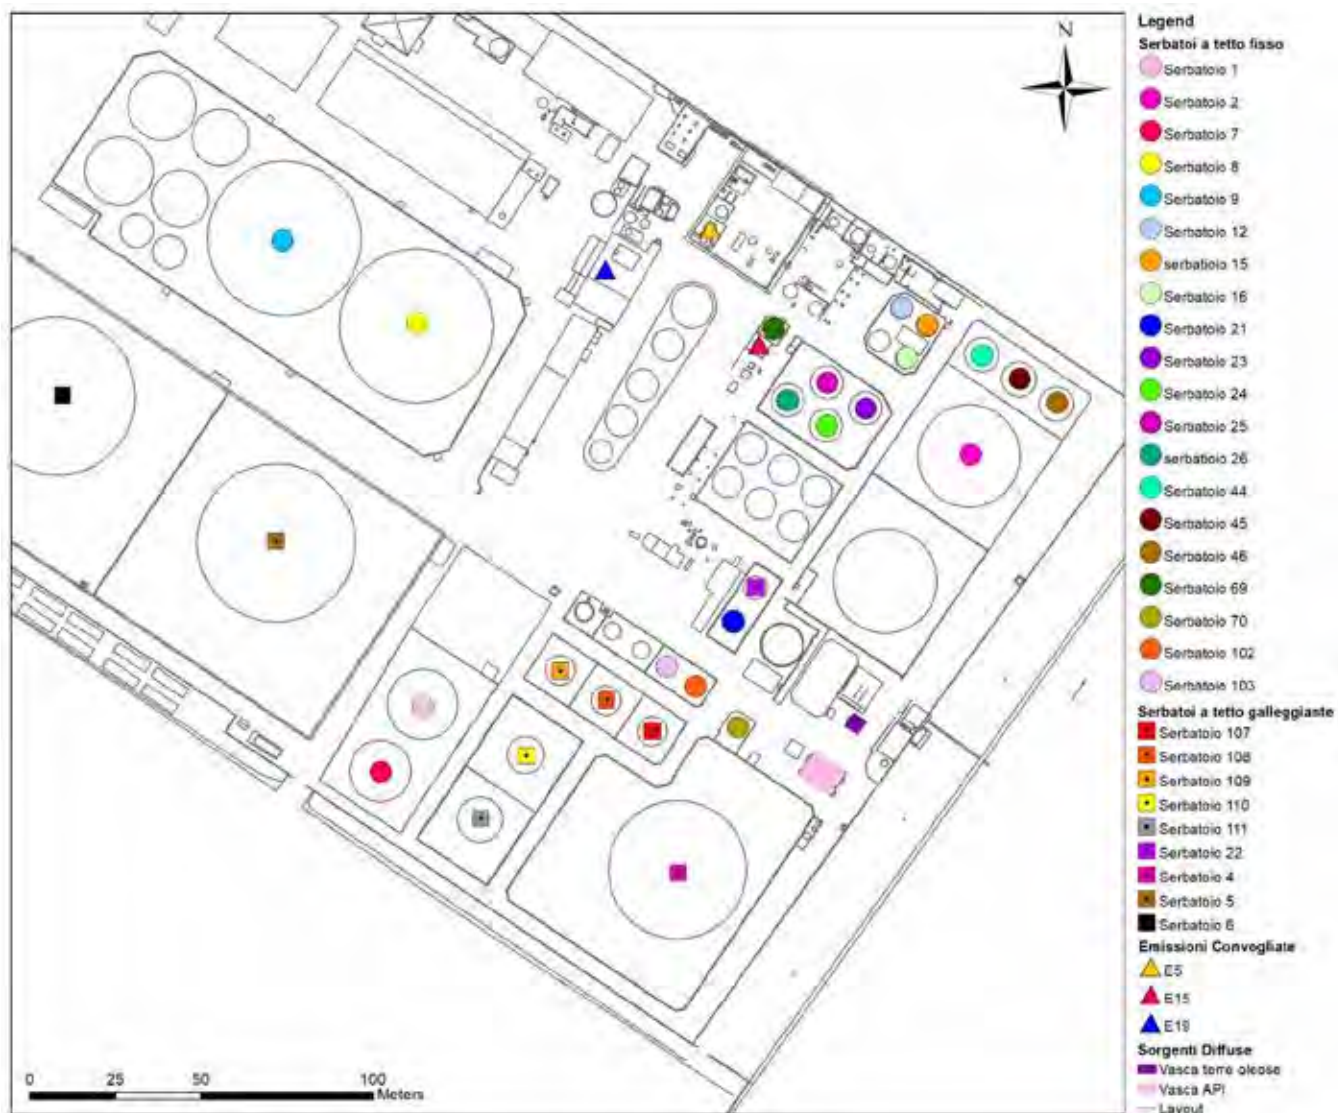 N
0 25 50 100
Meters
Legend
Serbatoi a tetto fisso
Serbatoio 1
Serbatoio 2
Serbatoio 7
Serbatoio 8
Serbatoio 9
Serbatoio 12
serbatioio 15
Serbatoio 16
Serbatoio 21
Serbatoio 23
Serbatoio 24
Serbatoio 25
serbatioio 26
Serbatoio 44
Serbatoio 45
Serbatoio 46
Serbatoio 69
Serbatoio 70
Serbatoio 102
Serbatoio 103
Serbatoi a tetto galleggiante
Serbatoio 107
Serbatoio 108
Serbatoio 109
Serbatoio 110
Serbatoio 111
Serbatoio 22
Serbatoio 4
Serbatoio 5
Serbatoio 6
Emissioni Convogliate
E5
E15
E19
Sorgenti Diffuse
Vasca terre oleose
Vasca API
Layout